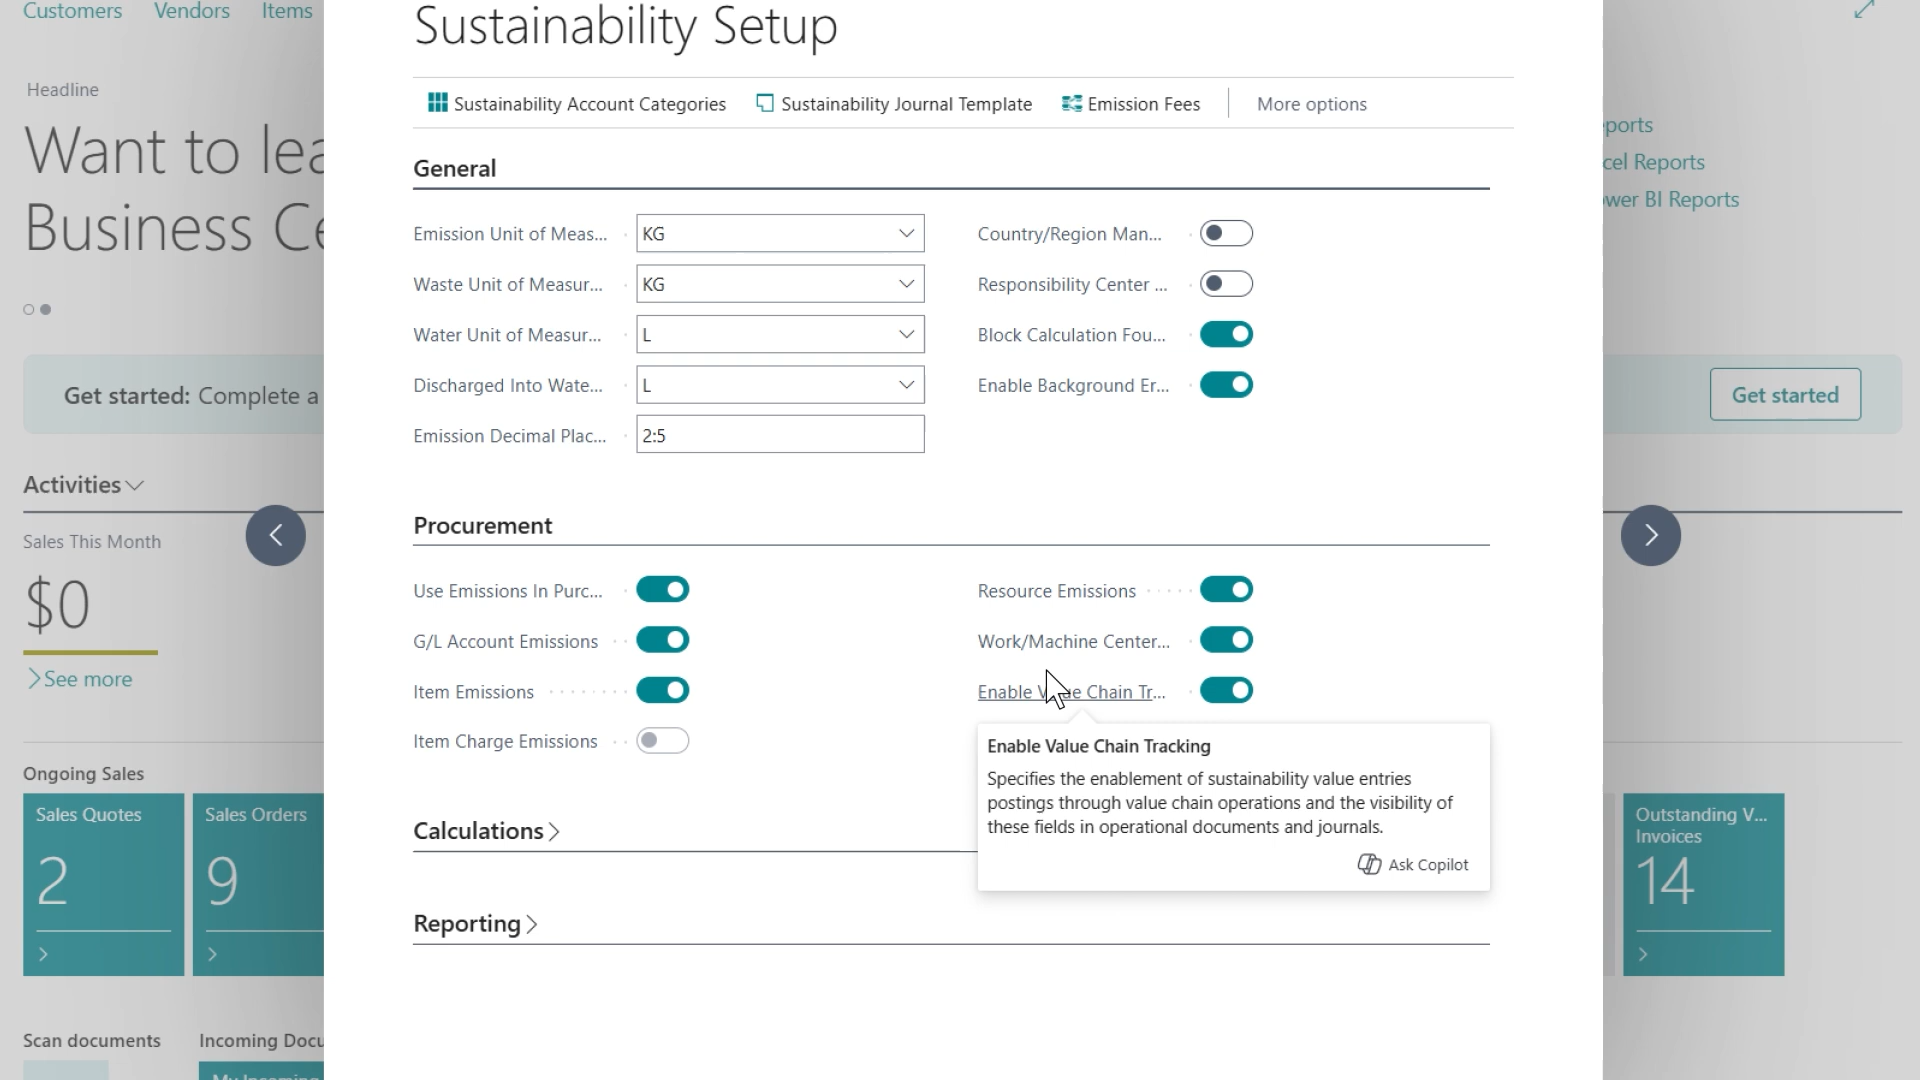 Customers Vendors Items
Sustainability Setup
Headline
Want to lea
Business Ce
Sustainability Account Categories Sustainability Journal Template Emission Fees More options
ports
cel Reports
wer BI Reports
General
Emission Unit of Meas... KG Country/Region Man...
Waste Unit of Measur... KG Responsibility Center ...
Water Unit of Measur... L Block Calculation Fou...
Discharged Into Wate... L Enable Background Er...
Emission Decimal Plac... 2:5
Get started: Complete a
Get started
Activities
Sales This Month
$0
See more
Procurement
Use Emissions In Purc... Resource Emissions
G/L Account Emissions Work/Machine Center...
Item Emissions Enable Chain Tr...
Item Charge Emissions
Enable Value Chain Tracking
Specifies the enablement of sustainability value entries
postings through value chain operations and the visibility of
these fields in operational documents and journals.
Ask Copilot
Calculations
Reporting
Ongoing Sales
Sales Quotes
2
Sales Orders
9
Outstanding V...
Invoices
14
Scan documents Incoming Docu